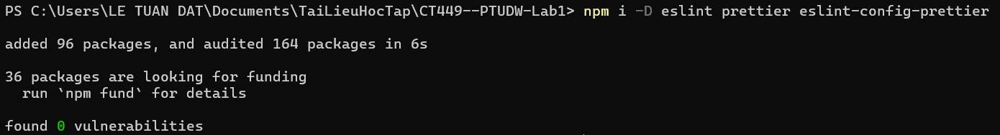 PS C:\Users\LE TUAN DAT\Documents\TaiLieuHocTap\CT449--PTUDW-Lab1> npm i -D eslint prettier eslint-config-prettier
added 96 packages, and audited 164 packages in 6s
36 packages are looking for funding
  run `npm fund` for details
found 0 vulnerabilities